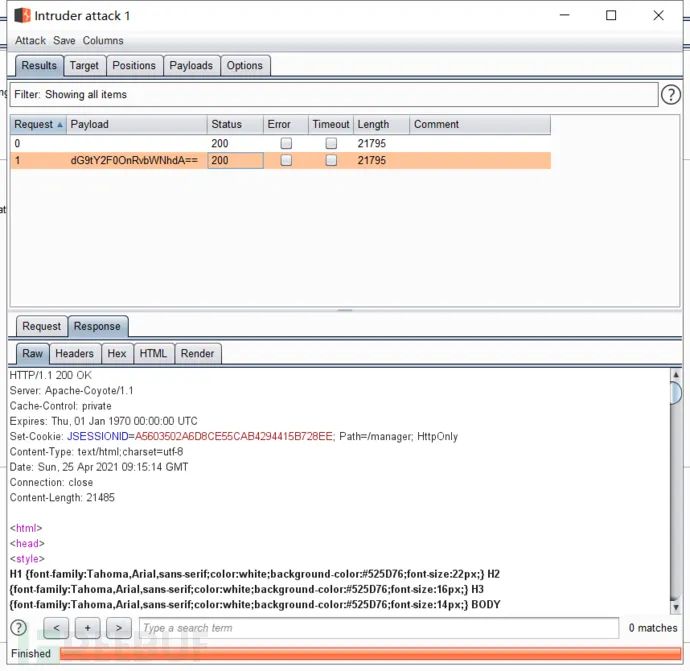 Intruder attack 1
Attack Save Columns
Results Target Positions Payloads Options
Filter: Showing all items
Request Payload Status Error Timeout Length Comment
0 200 21795
1 dG9tY2F0OnRvbWNhdA== 200 21795
Request Response
Raw Headers Hex HTML Render
HTTP/1.1 200 OK
Server: Apache-Coyote/1.1
Cache-Control: private
Expires: Thu, 01 Jan 1970 00:00:00 UTC
Set-Cookie: JSESSIONID=A5603502A6D8CE55CAB4294415B728EE; Path=/manager; HttpOnly
Content-Type: text/html;charset=utf-8
Date: Sun, 25 Apr 2021 09:15:14 GMT
Connection: close
Content-Length: 21485
<html>
<head>
<style>
H1 {font-family:Tahoma,Arial,sans-serif;color:white;background-color:#525D76;font-size:22px;} H2
{font-family:Tahoma,Arial,sans-serif;color:white;background-color:#525D76;font-size:16px;} H3
{font-family:Tahoma,Arial,sans-serif;color:white;background-color:#525D76;font-size:14px;} BODY
? < + > Type a search term 0 matches
Finished